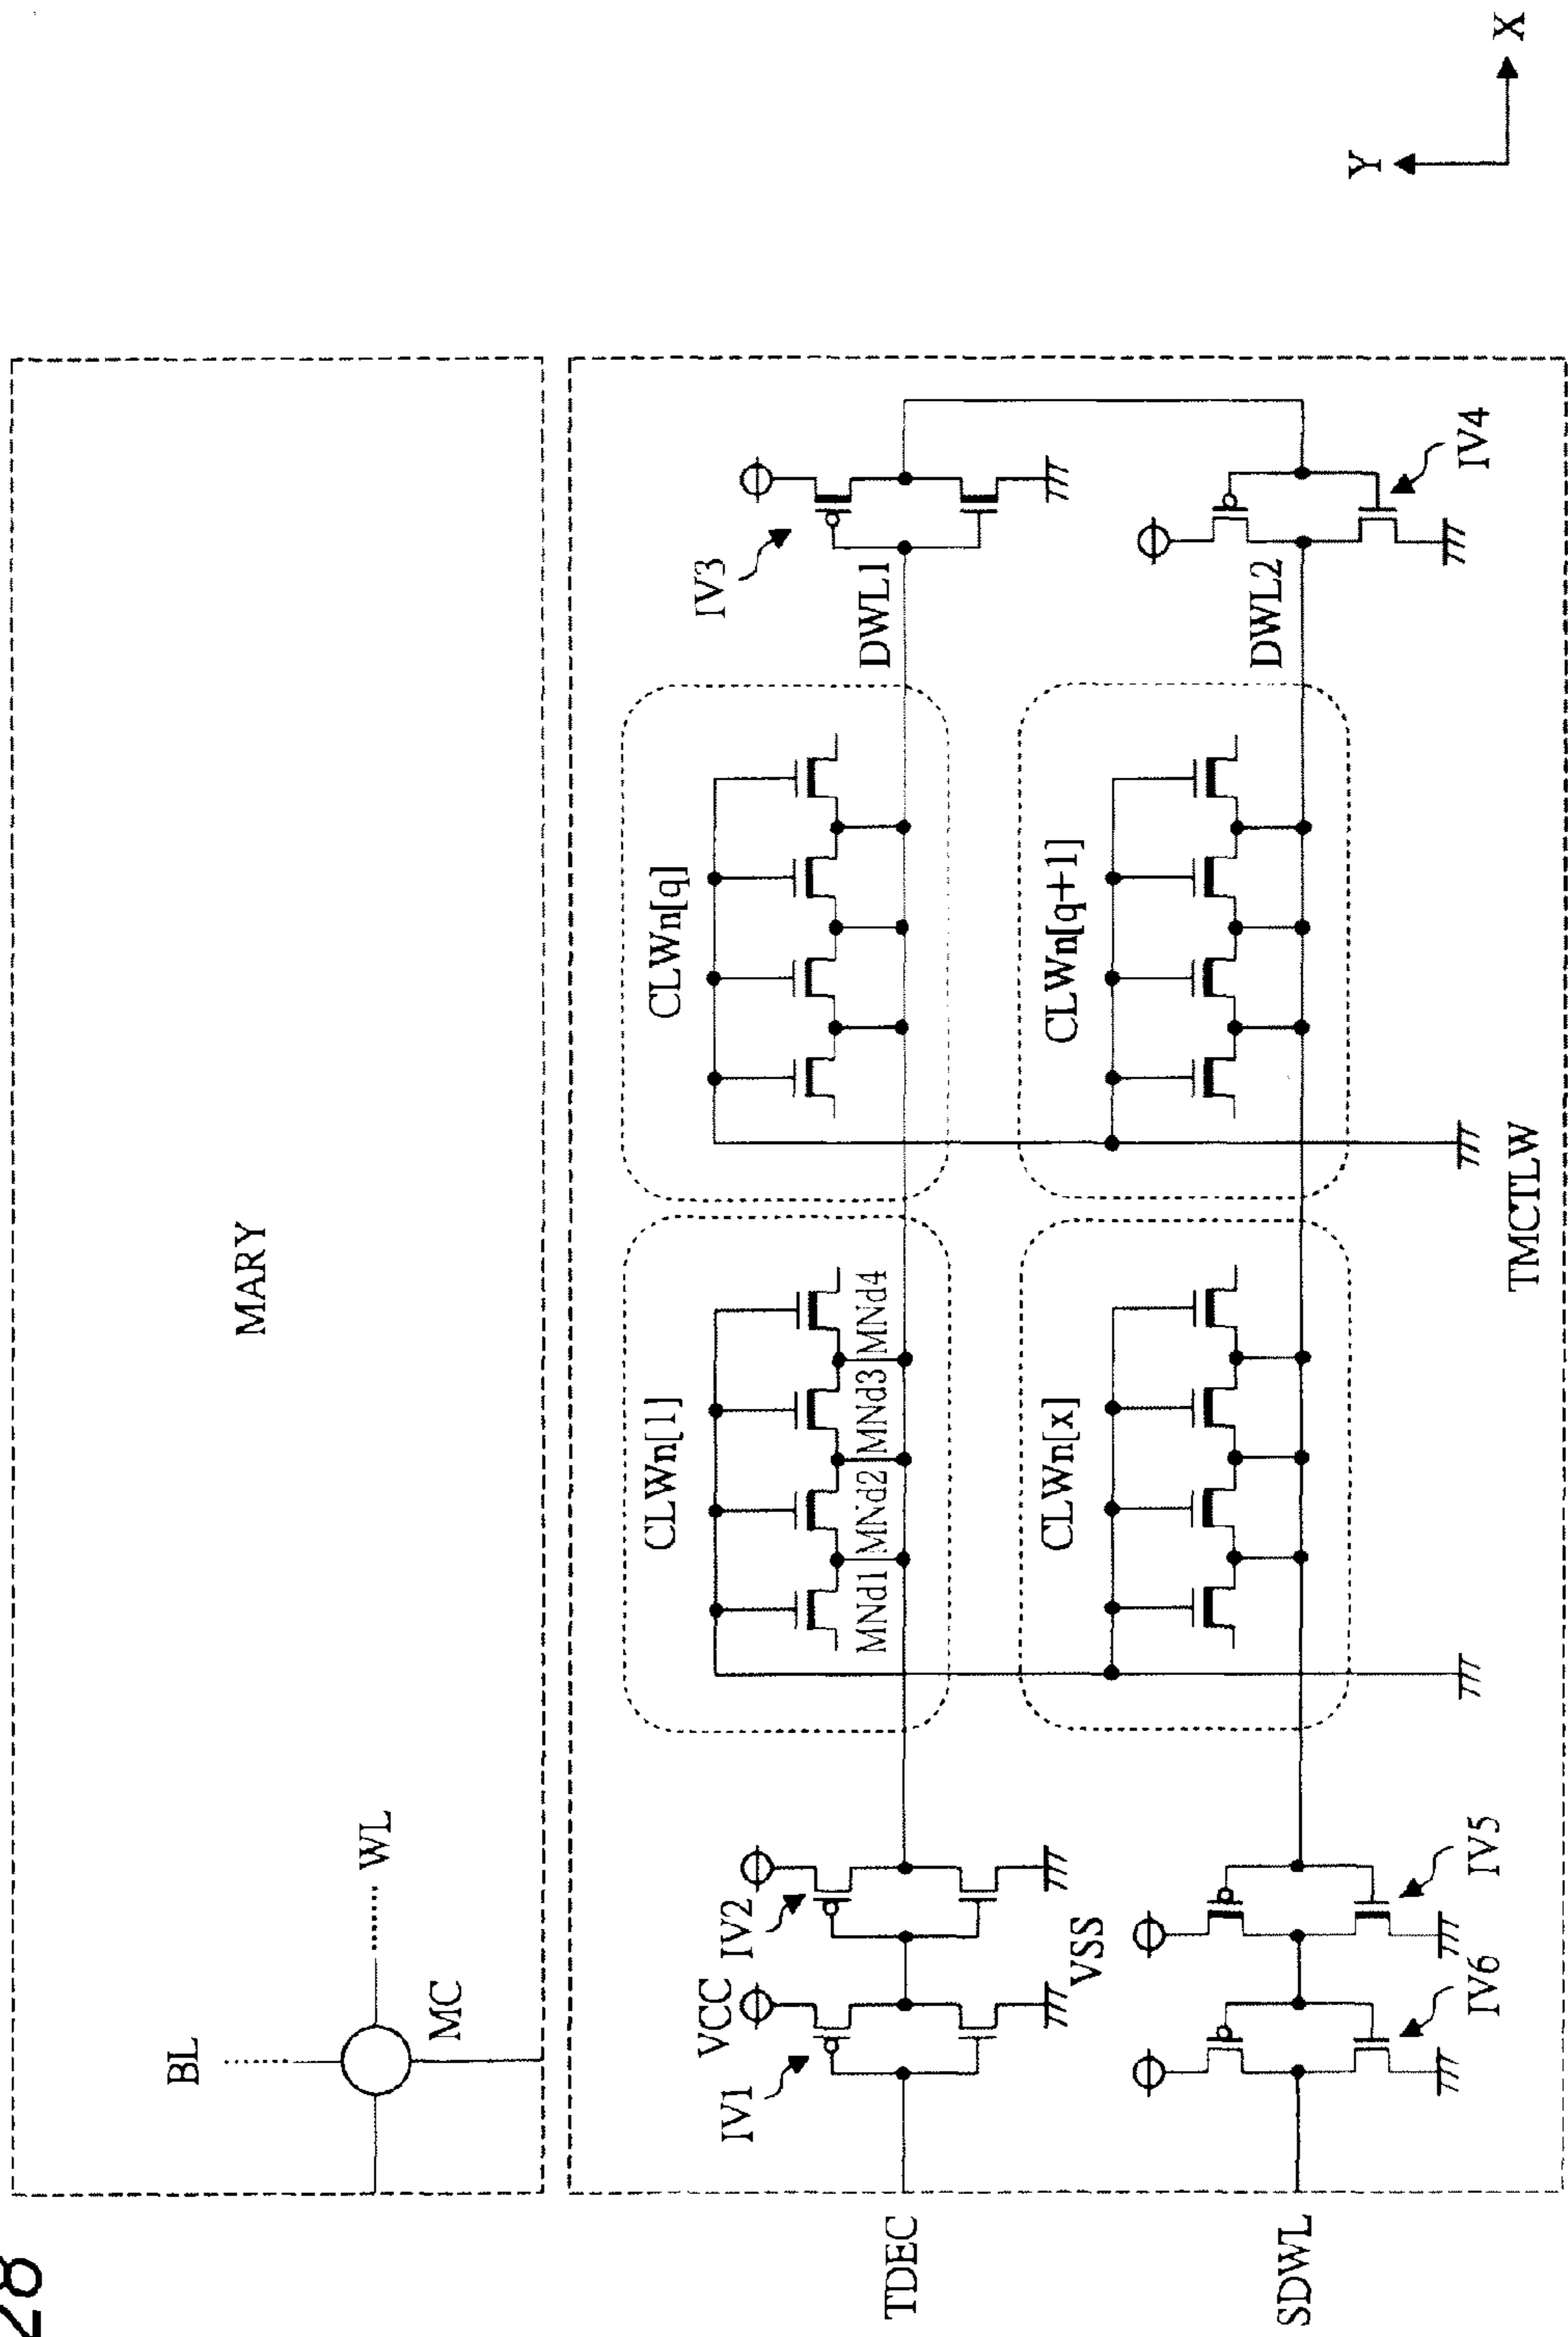 28
MARY
BL
WL
MC
CLWn[1]
CLWn[q]
MNd1
MNd2
MNd3
MNd4
IV1
VCC
IV2
IV3
DWL1
TDEC
VSS
CLWn[x]
CLWn[q+1]
DWL2
SDWL
IV6
IV5
IV4
TMCTLW
Y
X